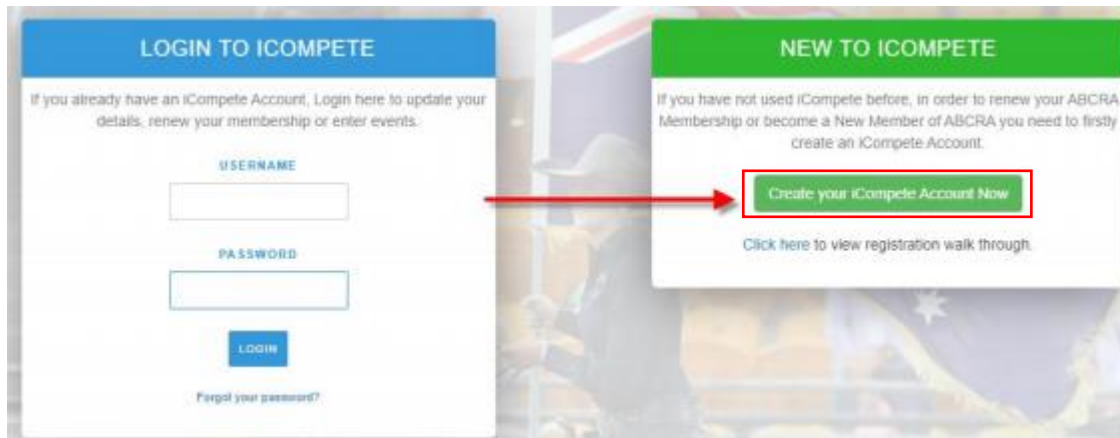 LOGIN TO ICOMPETE
If you already have an iCompete Account, Login here to update your
details, renew your membership or enter events.
USERNAME
PASSWORD
LOGIN
Forgot your password?
NEW TO ICOMPETE
If you have not used iCompete before, in order to renew your ABCRA
Membership or become a New Member of ABCRA you need to firstly
create an iCompete Account.
Create your iCompete Account Now
Click here to view registration walk through.